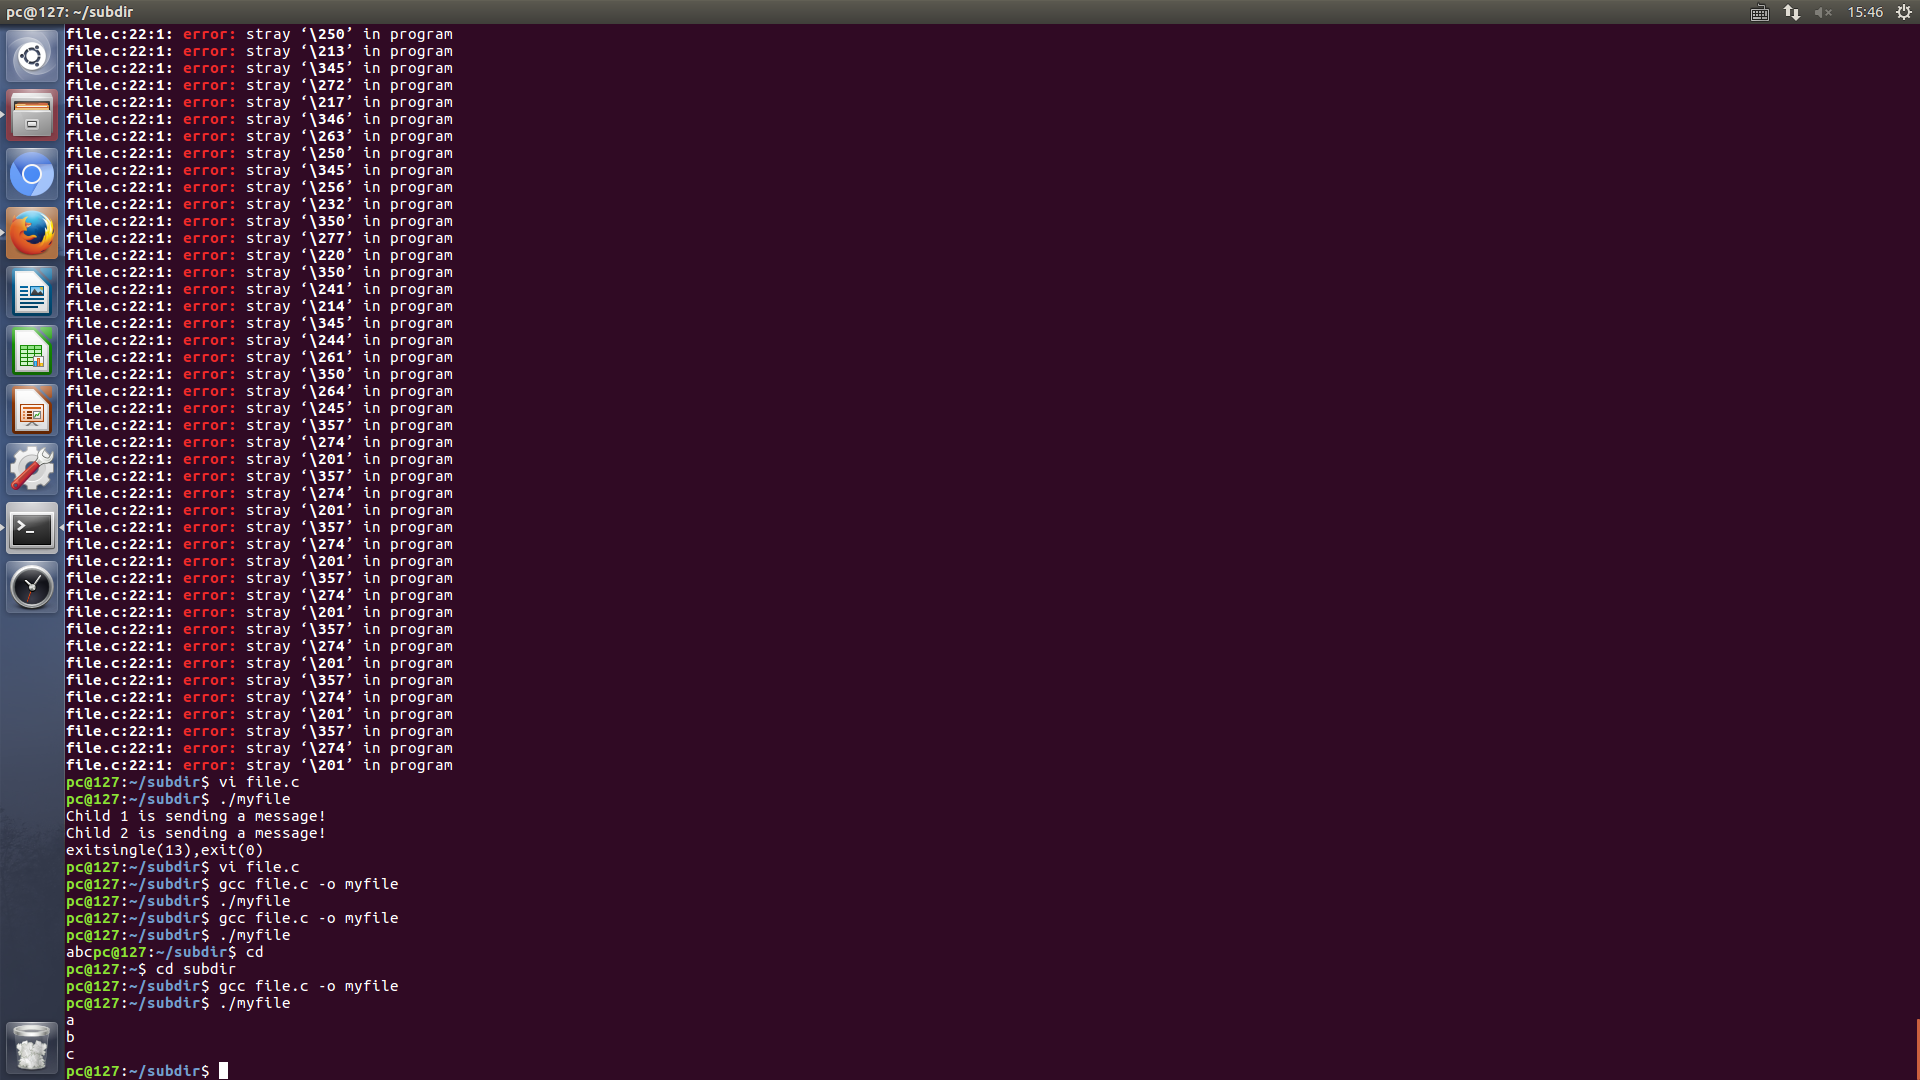 pc@127: ~/subdir
15:46
file.c:22:1: error: stray ‘\250’ in program
file.c:22:1: error: stray ‘\213’ in program
file.c:22:1: error: stray ‘\345’ in program
file.c:22:1: error: stray ‘\272’ in program
file.c:22:1: error: stray ‘\217’ in program
file.c:22:1: error: stray ‘\346’ in program
file.c:22:1: error: stray ‘\263’ in program
file.c:22:1: error: stray ‘\250’ in program
file.c:22:1: error: stray ‘\345’ in program
file.c:22:1: error: stray ‘\256’ in program
file.c:22:1: error: stray ‘\232’ in program
file.c:22:1: error: stray ‘\350’ in program
file.c:22:1: error: stray ‘\277’ in program
file.c:22:1: error: stray ‘\220’ in program
file.c:22:1: error: stray ‘\350’ in program
file.c:22:1: error: stray ‘\241’ in program
file.c:22:1: error: stray ‘\214’ in program
file.c:22:1: error: stray ‘\345’ in program
file.c:22:1: error: stray ‘\244’ in program
file.c:22:1: error: stray ‘\261’ in program
file.c:22:1: error: stray ‘\350’ in program
file.c:22:1: error: stray ‘\264’ in program
file.c:22:1: error: stray ‘\245’ in program
file.c:22:1: error: stray ‘\357’ in program
file.c:22:1: error: stray ‘\274’ in program
file.c:22:1: error: stray ‘\201’ in program
file.c:22:1: error: stray ‘\357’ in program
file.c:22:1: error: stray ‘\274’ in program
file.c:22:1: error: stray ‘\201’ in program
file.c:22:1: error: stray ‘\357’ in program
file.c:22:1: error: stray ‘\274’ in program
file.c:22:1: error: stray ‘\201’ in program
file.c:22:1: error: stray ‘\357’ in program
file.c:22:1: error: stray ‘\274’ in program
file.c:22:1: error: stray ‘\201’ in program
file.c:22:1: error: stray ‘\357’ in program
file.c:22:1: error: stray ‘\274’ in program
file.c:22:1: error: stray ‘\201’ in program
file.c:22:1: error: stray ‘\357’ in program
file.c:22:1: error: stray ‘\274’ in program
file.c:22:1: error: stray ‘\201’ in program
file.c:22:1: error: stray ‘\357’ in program
file.c:22:1: error: stray ‘\274’ in program
file.c:22:1: error: stray ‘\201’ in program
pc@127:~/subdir$ vi file.c
pc@127:~/subdir$ ./myfile
Child 1 is sending a message!
Child 2 is sending a message!
exitsingle(13),exit(0)
pc@127:~/subdir$ vi file.c
pc@127:~/subdir$ gcc file.c -o myfile
pc@127:~/subdir$ ./myfile
pc@127:~/subdir$ gcc file.c -o myfile
pc@127:~/subdir$ ./myfile
abcpc@127:~/subdir$ cd
pc@127:~$ cd subdir
pc@127:~/subdir$ gcc file.c -o myfile
pc@127:~/subdir$ ./myfile
a
b
c
pc@127:~/subdir$